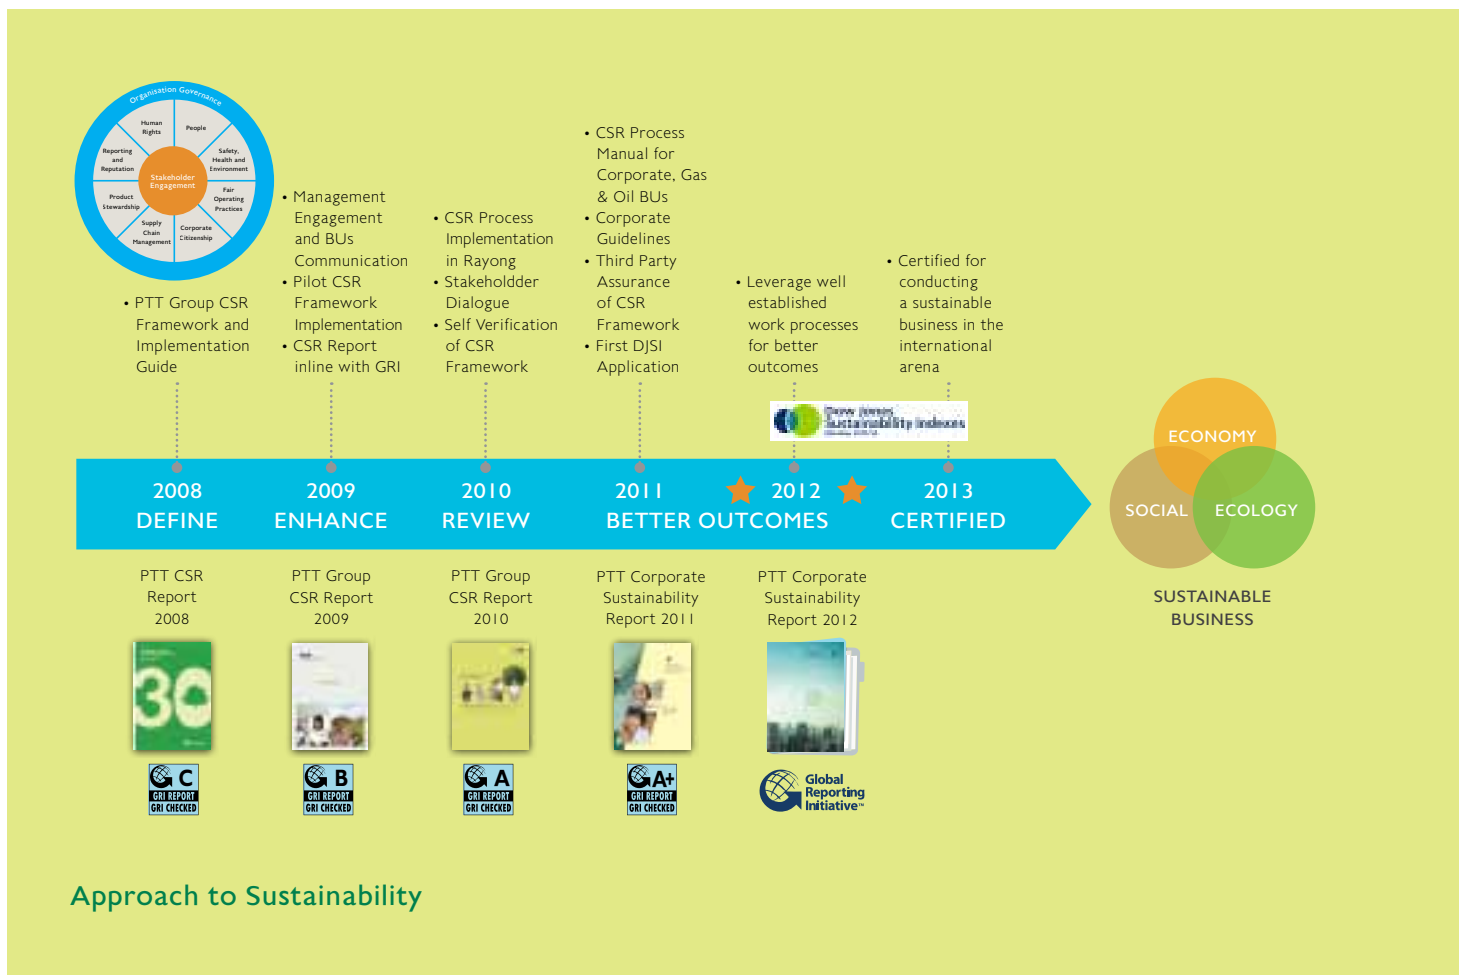 Organisation Governance
Human
Rights
People
Reporting
and
Reputation
Safety,
Health and
Environment
Stakeholder
Engagement
Product
Stewardship
Fair
Operating
Practices
Supply
Chain
Management
Corporate
Citizenship
• PTT Group CSR
Framework and
Implementation
Guide
• Management
Engagement
and BUs
Communication
• Pilot CSR
Framework
Implementation
• CSR Report
inline with GRI
• CSR Process
Implementation
in Rayong
• Stakeholdder
Dialogue
• Self Verification
of CSR
Framework
• CSR Process
Manual for
Corporate, Gas
& Oil BUs
• Corporate
Guidelines
• Third Party
Assurance
of CSR
Framework
• First DJSI
Application
• Leverage well
established
work processes
for better
outcomes
• Certified for
conducting
a sustainable
business in the
international
arena
Dow Jones
Sustainability Indexes
2008
DEFINE
2009
ENHANCE
2010
REVIEW
2011
2012
BETTER OUTCOMES
2013
CERTIFIED
ECONOMY
SOCIAL
ECOLOGY
SUSTAINABLE
BUSINESS
PTT CSR
Report
2008
PTT Group
CSR Report
2009
PTT Group
CSR Report
2010
PTT Corporate
Sustainability
Report 2011
PTT Corporate
Sustainability
Report 2012
30
C
GRI REPORT
GRI CHECKED
B
GRI REPORT
GRI CHECKED
A
GRI REPORT
GRI CHECKED
A+
GRI REPORT
GRI CHECKED
Global
Reporting
Initiative™
Approach to Sustainability